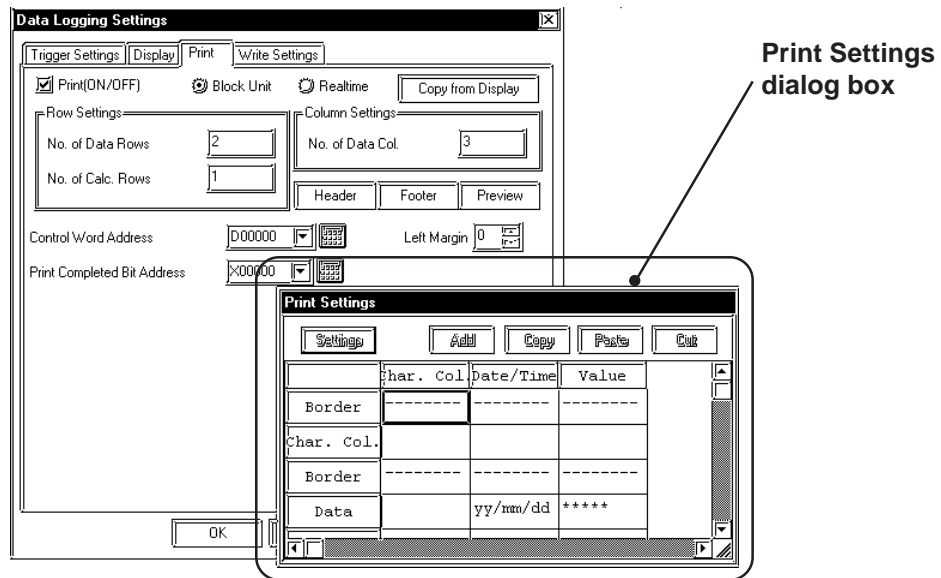 Data Logging Settings
Trigger Settings Display Print Write Settings
Print(ON/OFF) Block Unit Realtime Copy from Display
Row Settings Column Settings
No. of Data Rows 2 No. of Data Col. 3
No. of Calc. Rows 1
Header Footer Preview
Control Word Address D00000 Left Margin 0
Print Completed Bit Address X00000
OK
Print Settings
dialog box
Print Settings
Settings Add Copy Paste Cut
Char. Col. Date/Time Value
Border -------- -------- --------
Char. Col.
Border -------- -------- --------
Data yy/mm/dd *****